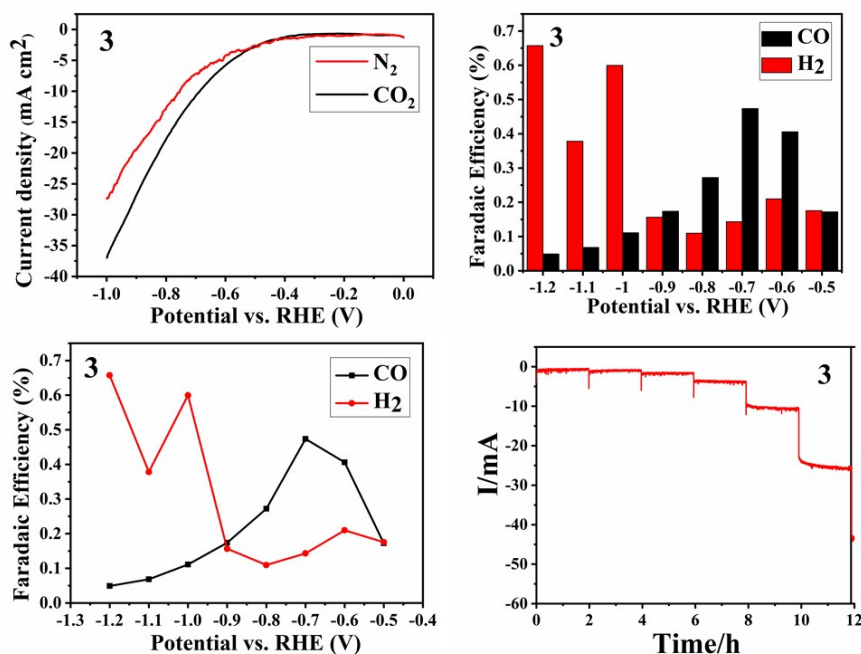 3
N2
CO2
Current density (mA cm2)
0
-5
-10
-15
-20
-25
-30
-35
-40
-1.0 -0.8 -0.6 -0.4 -0.2 0.0
Potential vs. RHE (V)
3
CO
H2
Faradaic Efficiency (%)
0.7
0.6
0.5
0.4
0.3
0.2
0.1
0.0
-1.2 -1.1 -1 -0.9 -0.8 -0.7 -0.6 -0.5
Potential vs. RHE (V)
3
CO
H2
Faradaic Efficiency (%)
0.7
0.6
0.5
0.4
0.3
0.2
0.1
0.0
-1.3 -1.2 -1.1 -1.0 -0.9 -0.8 -0.7 -0.6 -0.5 -0.4
Potential vs. RHE (V)
3
I/mA
0
-10
-20
-30
-40
-50
-60
0 2 4 6 8 10 12
Time/h